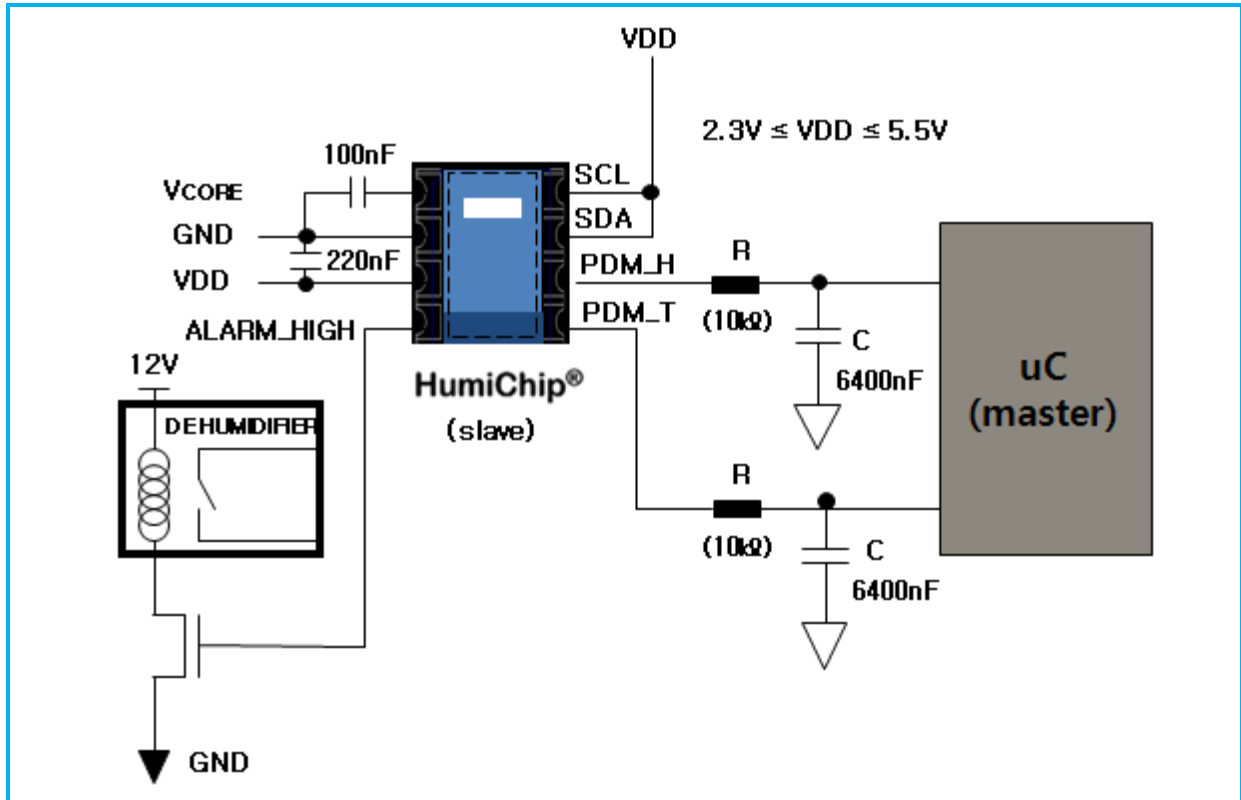 VDD
2.3V ≤ VDD ≤ 5.5V
100nF
VCORE
SCL
GND
SDA
220nF
VDD
PDM_H
R
(10kΩ)
C
6400nF
ALARM_HIGH
PDM_T
12V
HumiChip®
(slave)
uC
(master)
DEHUMIDIFIER
R
(10kΩ)
C
6400nF
GND